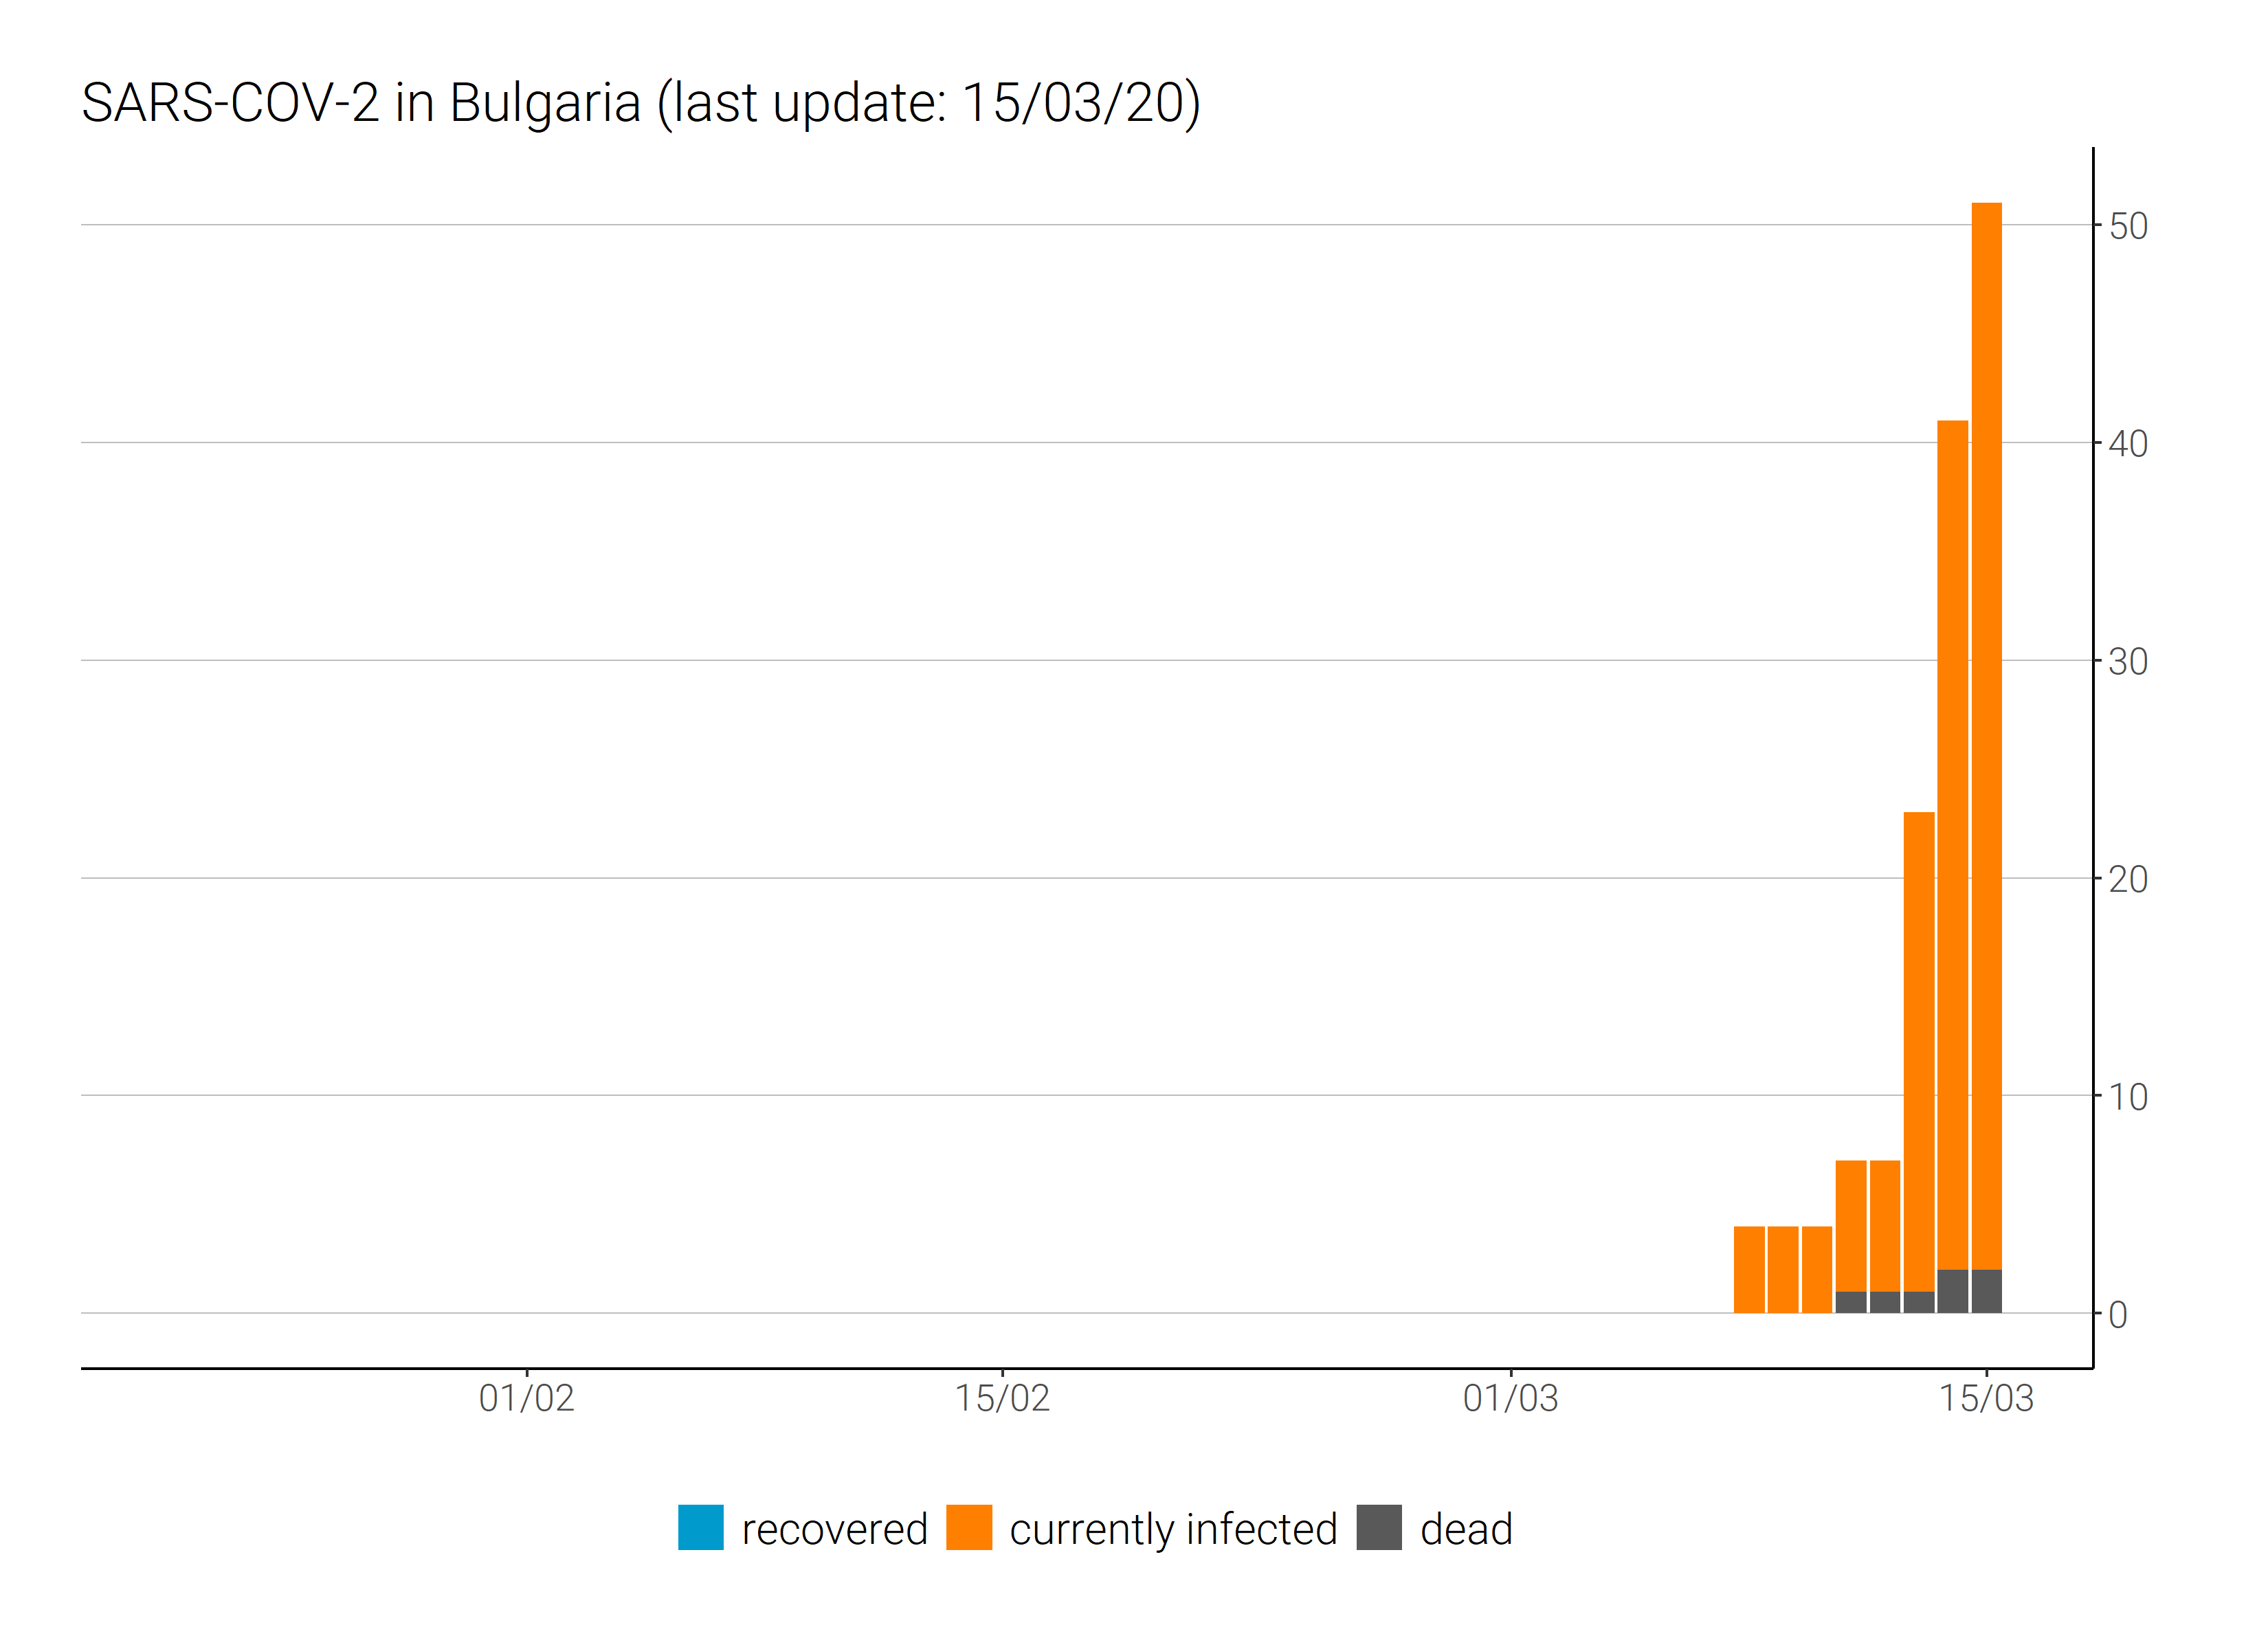 SARS-COV-2 in Bulgaria (last update: 15/03/20)
50
40
30
20
10
0
01/02 15/02 01/03 15/03
recovered currently infected dead